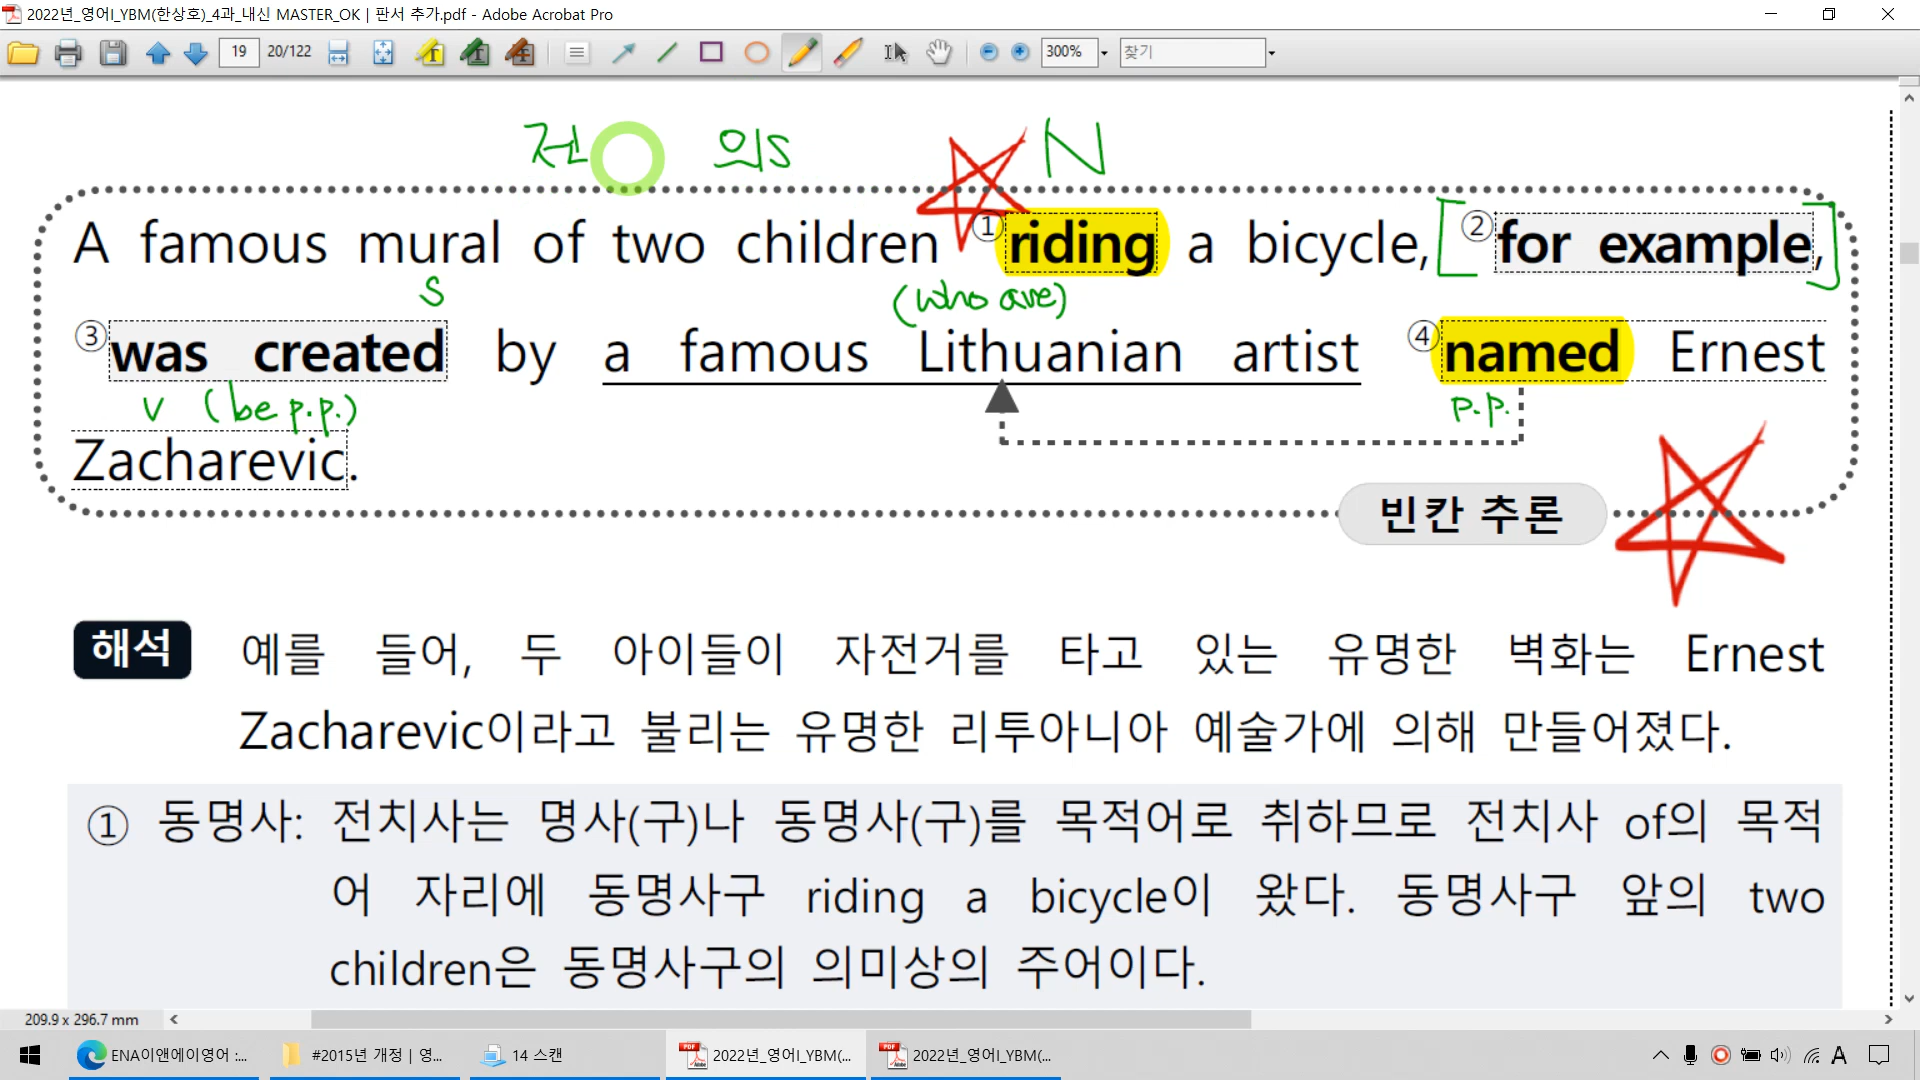 2022년_영어I_YBM(한상호)_4과_내신 MASTER_OK | 판서 추가.pdf - Adobe Acrobat Pro
19 20/122 300% 찾기
전 의s N
A famous mural of two children ① riding a bicycle, [② for example,]
S (who are)
③ was created by a famous Lithuanian artist ④ named Ernest
V (be p.p.) p.p.
Zacharevic.
빈칸 추론
해석 예를 들어, 두 아이들이 자전거를 타고 있는 유명한 벽화는 Ernest
Zacharevic이라고 불리는 유명한 리투아니아 예술가에 의해 만들어졌다.
① 동명사: 전치사는 명사(구)나 동명사(구)를 목적어로 취하므로 전치사 of의 목적
어 자리에 동명사구 riding a bicycle이 왔다. 동명사구 앞의 two
children은 동명사구의 의미상의 주어이다.
209.9 x 296.7 mm
ENA이앤에이영어 :... #2015년 개정 | 영... 14 스캔 2022년_영어I_YBM(... 2022년_영어I_YBM(... A